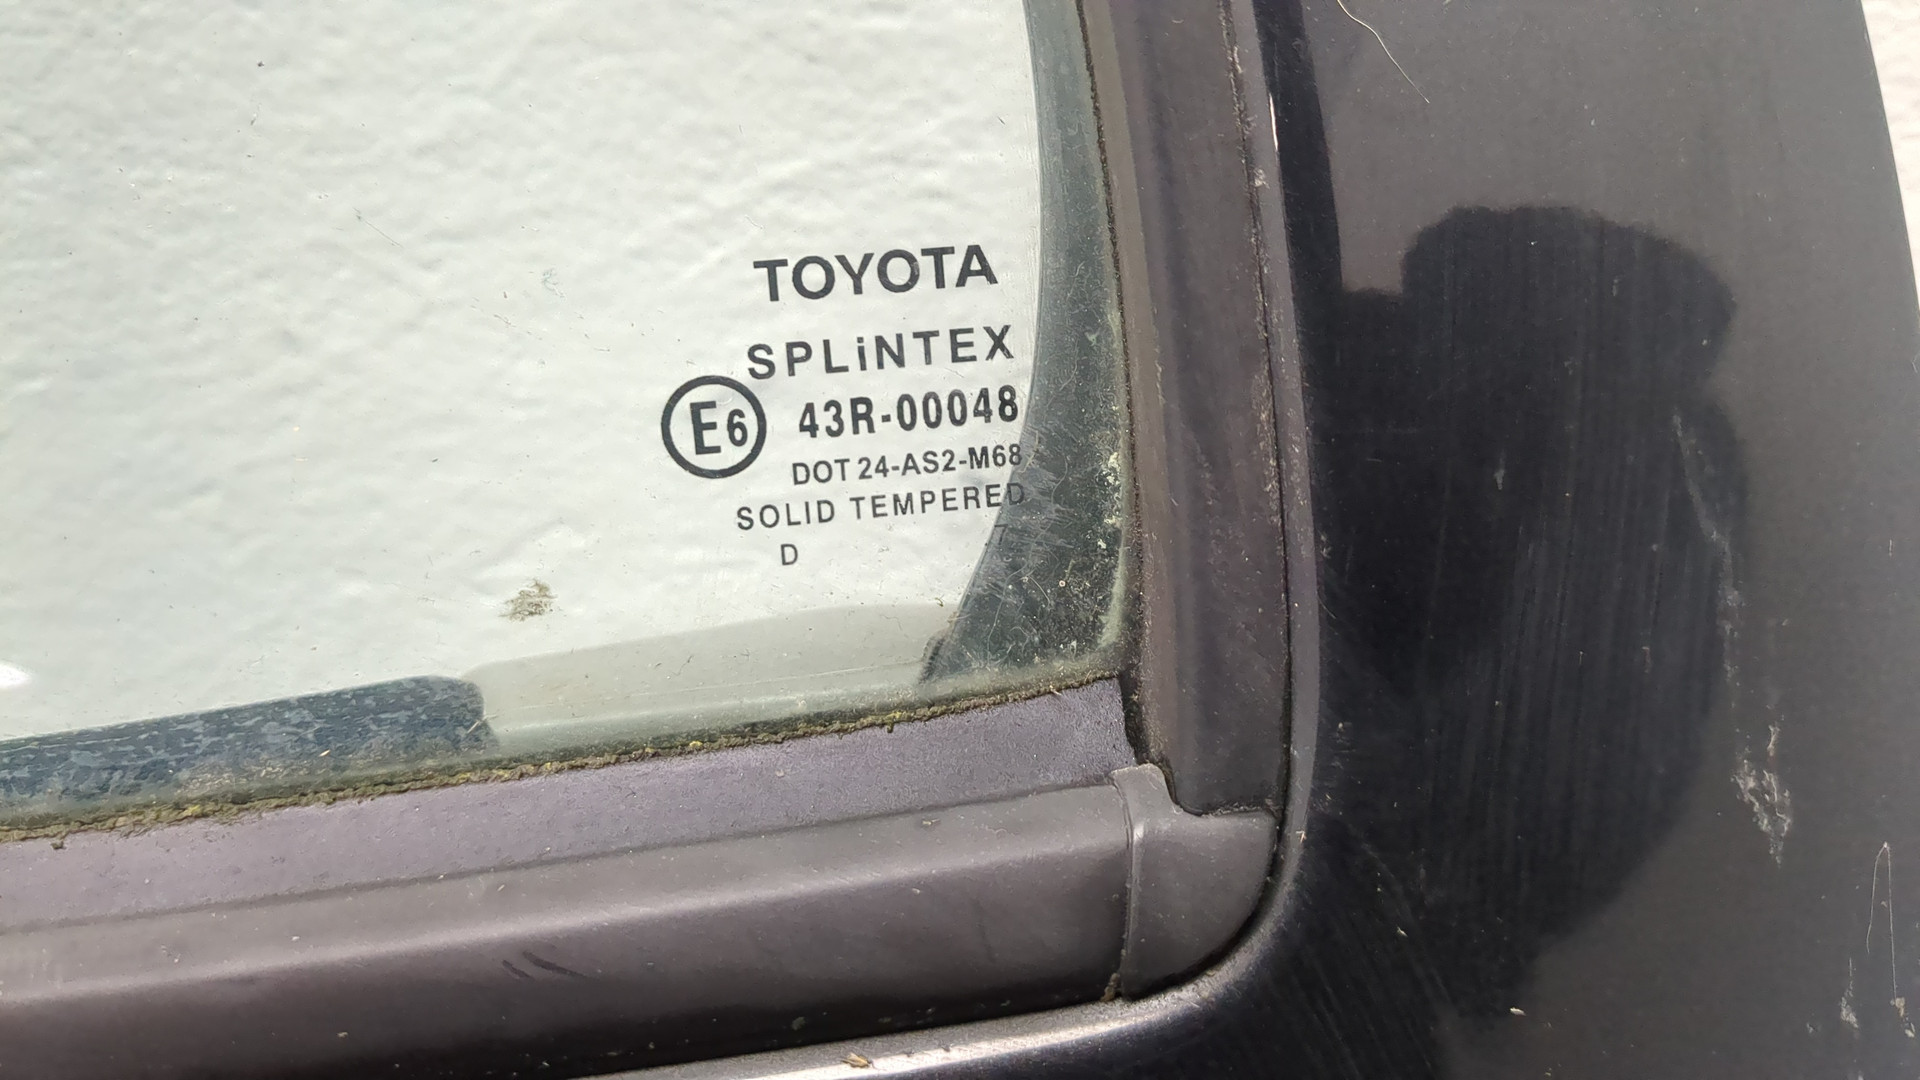 TOYOTA
SPLiNTEX
E6 43R-00048
DOT 24-AS2-M68
SOLID TEMPERED
D